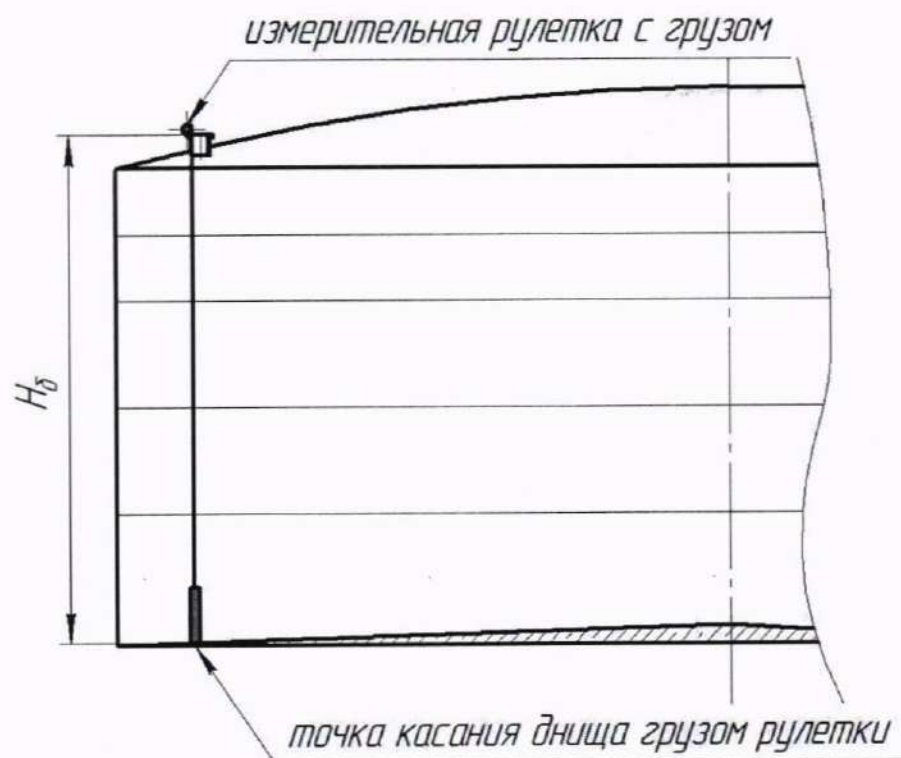 измерительная рулетка с грузом
Hб
точка касания днища грузом рулетки